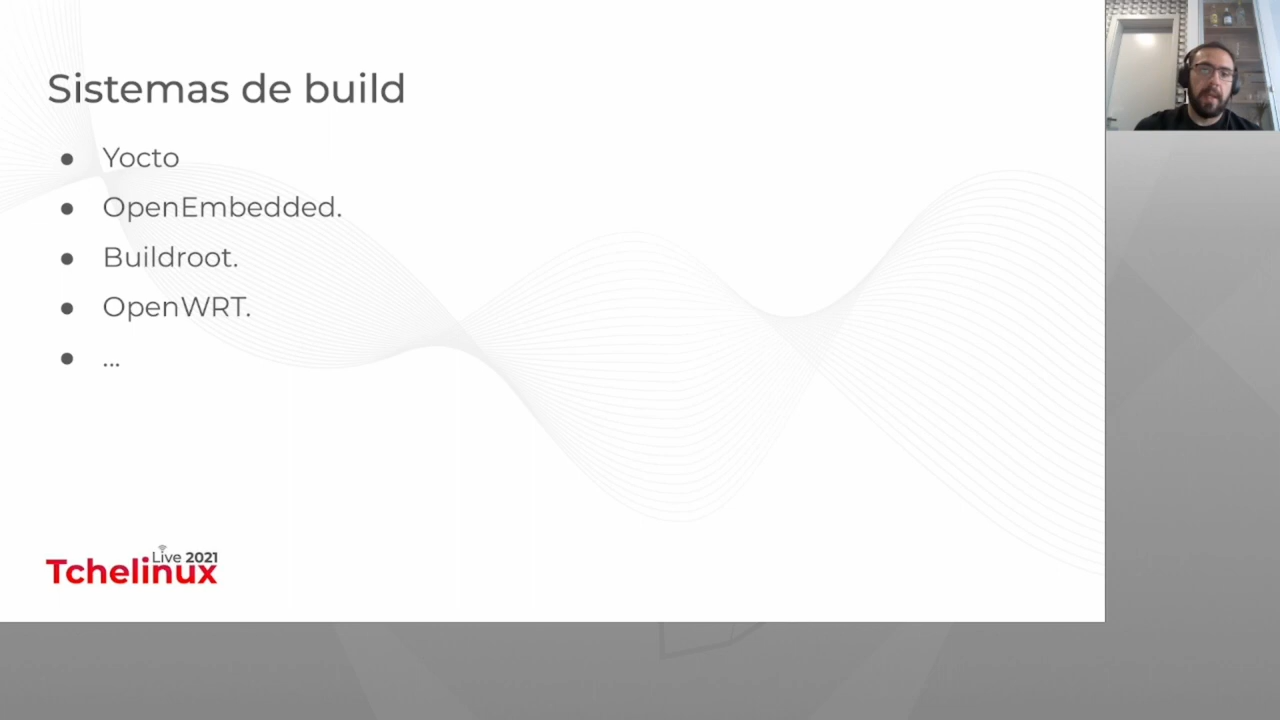 Sistemas de build
● Yocto
● OpenEmbedded.
● Buildroot.
● OpenWRT.
● ...
Live 2021
Tchelinux